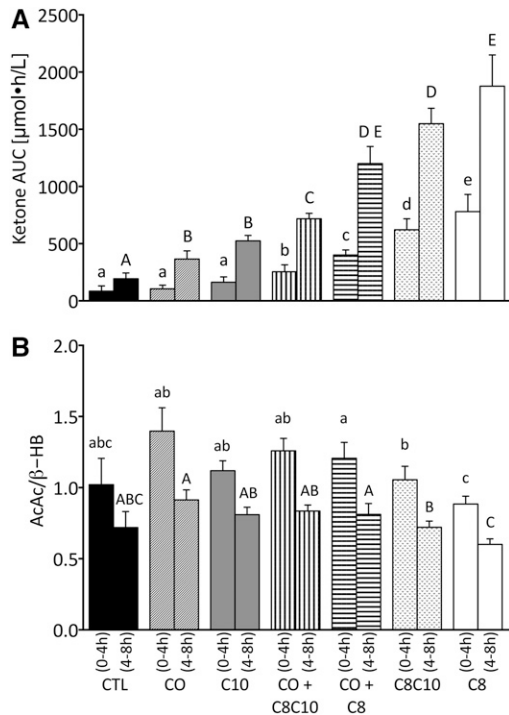 A
Ketone AUC [µmol•h/L]
2500
2000
1500
1000
500
0
a A
a B
a B
b C
c D E
d D
e E
B
AcAc/β−HB
2.0
1.5
1.0
0.5
0.0
abc ABC
ab A
ab AB
ab AB
a A
b B
c C
(0-4h) (4-8h) (0-4h) (4-8h) (0-4h) (4-8h) (0-4h) (4-8h) (0-4h) (4-8h) (0-4h) (4-8h) (0-4h) (4-8h)
CTL CO C10 CO + CO + C8C10 C8
C8C10 C8